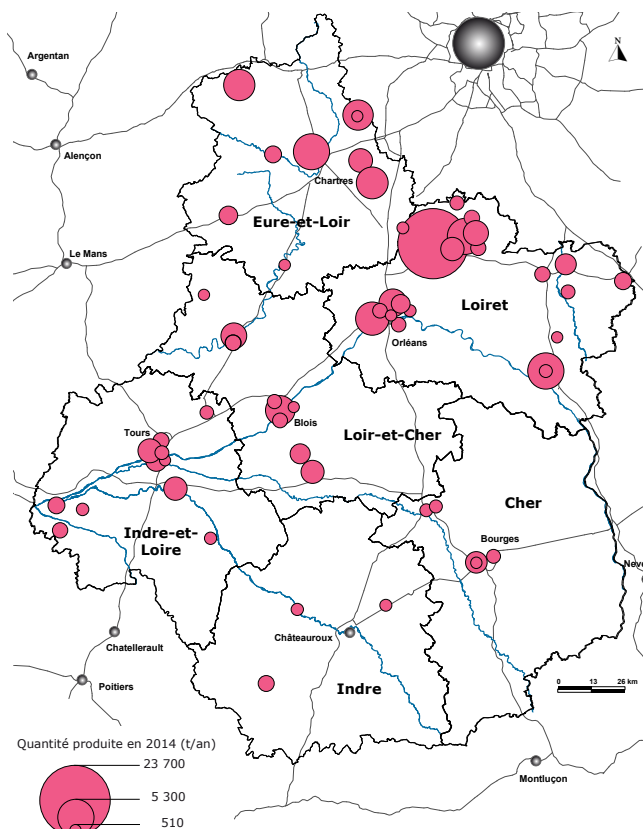 Argentan
N
Alençon
Chartres
Eure-et-Loir
Le Mans
Loiret
Orléans
Tours
Blois
Loir-et-Cher
Cher
Indre-et-
Loire
Bourges
Neve
Châteauroux
Chatellerault
Poitiers
Indre
0 13 26 km
Quantité produite en 2014 (t/an)
23 700
5 300
510
Montluçon